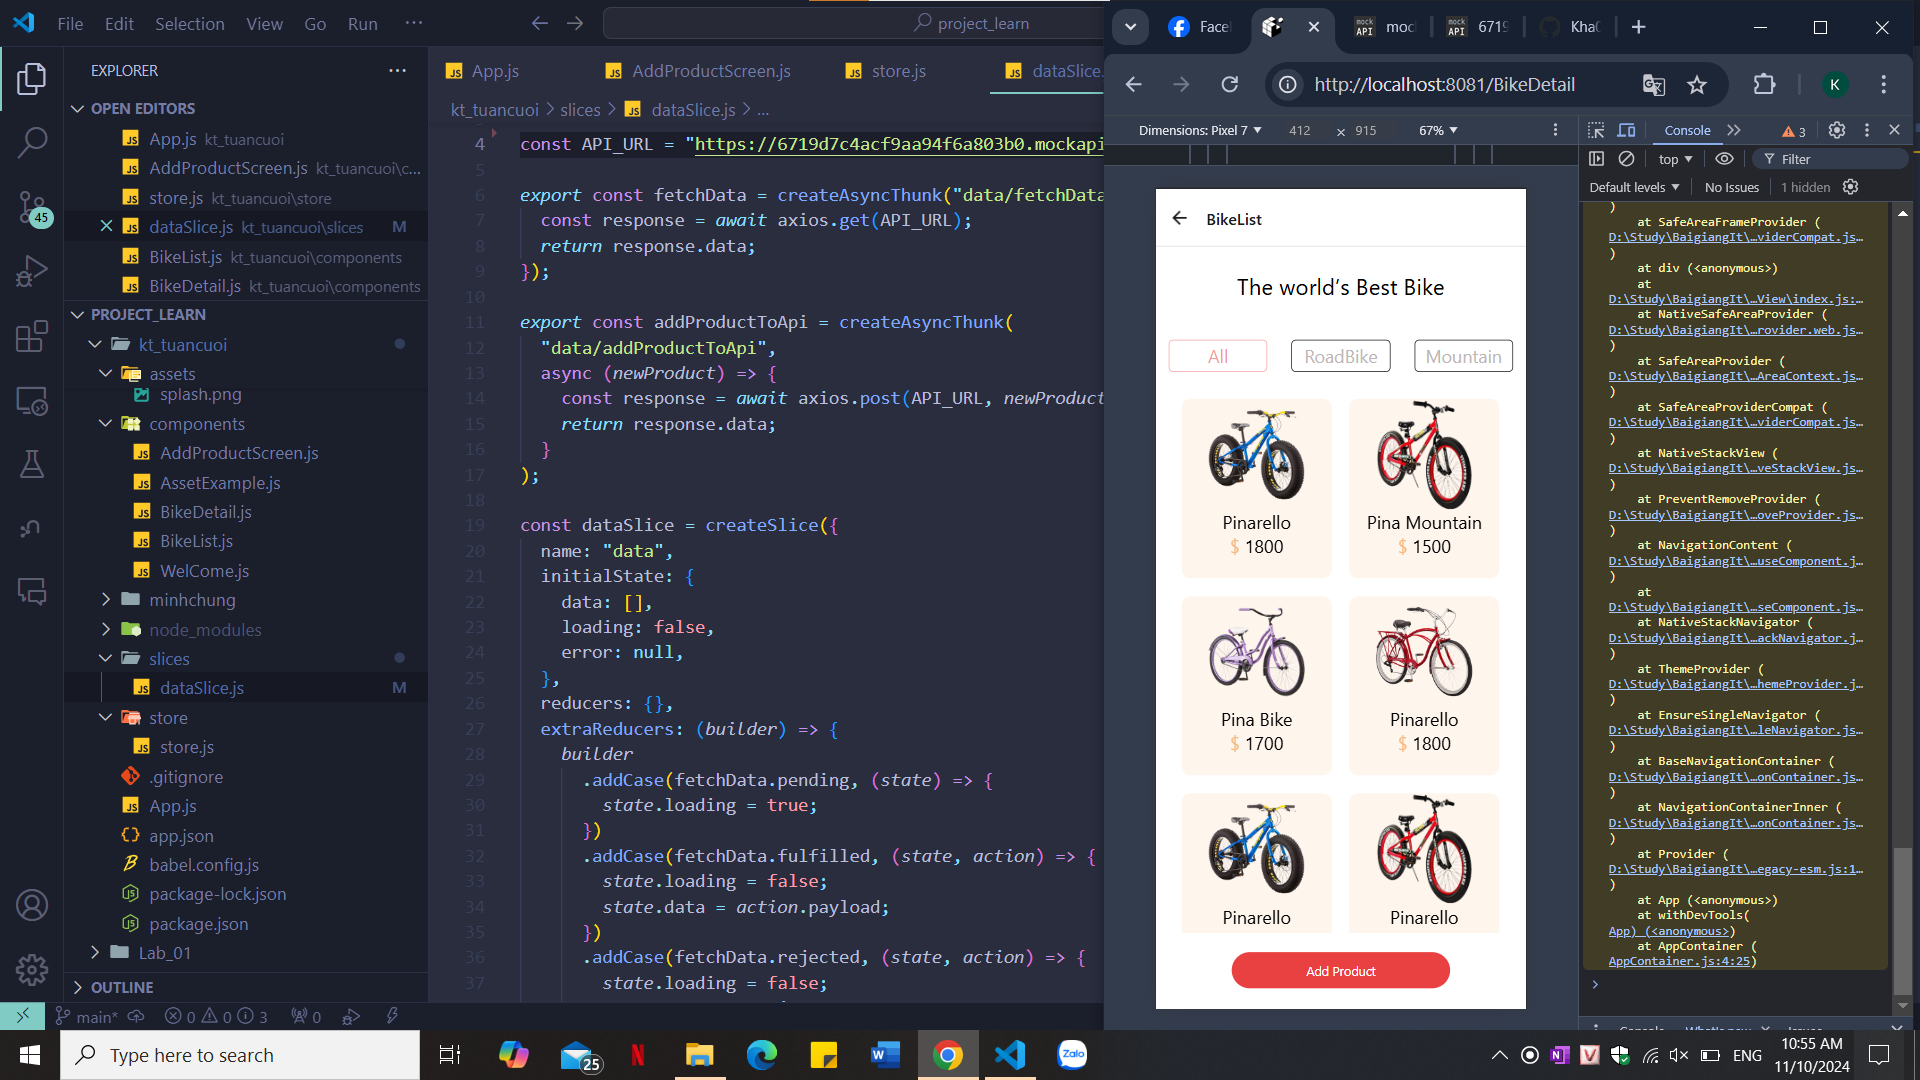 File Edit Selection View Go Run ···
project_learn
EXPLORER
OPEN EDITORS
App.js kt_tuancuoi
AddProductScreen.js kt_tuancuoi\c...
store.js kt_tuancuoi\store
dataSlice.js kt_tuancuoi\slices M
BikeList.js kt_tuancuoi\components
BikeDetail.js kt_tuancuoi\components
PROJECT_LEARN
kt_tuancuoi
assets
splash.png
components
AddProductScreen.js
AssetExample.js
BikeDetail.js
BikeList.js
WelCome.js
minhchung
node_modules
slices
dataSlice.js M
store
store.js
.gitignore
App.js
app.json
babel.config.js
package-lock.json
package.json
Lab_01
OUTLINE
45
main* 0 0 3 0
App.js AddProductScreen.js store.js dataSlice.
kt_tuancuoi > slices > dataSlice.js > ...
4 const API_URL = "https://6719d7c4acf9aa94f6a803b0.mockapi
5
6 export const fetchData = createAsyncThunk("data/fetchData
7 const response = await axios.get(API_URL);
8 return response.data;
9 });
10
11 export const addProductToApi = createAsyncThunk(
12 "data/addProductToApi",
13 async (newProduct) => {
14 const response = await axios.post(API_URL, newProduct
15 return response.data;
16 }
17 );
18
19 const dataSlice = createSlice({
20 name: "data",
21 initialState: {
22 data: [],
23 loading: false,
24 error: null,
25 },
26 reducers: {},
27 extraReducers: (builder) => {
28 builder
29 .addCase(fetchData.pending, (state) => {
30 state.loading = true;
31 })
32 .addCase(fetchData.fulfilled, (state, action) => {
33 state.loading = false;
34 state.data = action.payload;
35 })
36 .addCase(fetchData.rejected, (state, action) => {
37 state.loading = false;
Face mock API moc mock API 6719 Kha
http://localhost:8081/BikeDetail K
Dimensions: Pixel 7 412 × 915 67%
BikeList
The world's Best Bike
All RoadBike Mountain
Pinarello
$ 1800
Pina Mountain
$ 1500
Pina Bike
$ 1700
Pinarello
$ 1800
Pinarello
Pinarello
Add Product
Console 3
top Filter
Default levels No Issues 1 hidden
)
at SafeAreaFrameProvider (
D:\Study\BaigiangIt\…viderCompat.js…
)
at div (<anonymous>)
at
D:\Study\BaigiangIt\…View\index.js:…
at NativeSafeAreaProvider (
D:\Study\BaigiangIt\…rovider.web.js…
)
at SafeAreaProvider (
D:\Study\BaigiangIt\…AreaContext.js…
)
at SafeAreaProviderCompat (
D:\Study\BaigiangIt\…viderCompat.js…
)
at NativeStackView (
D:\Study\BaigiangIt\…veStackView.js…
)
at PreventRemoveProvider (
D:\Study\BaigiangIt\…oveProvider.js…
)
at NavigationContent (
D:\Study\BaigiangIt\…useComponent.j…
)
at
D:\Study\BaigiangIt\…seComponent.js…
at NativeStackNavigator (
D:\Study\BaigiangIt\…ackNavigator.j…
)
at ThemeProvider (
D:\Study\BaigiangIt\…hemeProvider.j…
)
at EnsureSingleNavigator (
D:\Study\BaigiangIt\…leNavigator.j…
)
at BaseNavigationContainer (
D:\Study\BaigiangIt\…onContainer.js…
)
at NavigationContainerInner (
D:\Study\BaigiangIt\…onContainer.js…
)
at Provider (
D:\Study\BaigiangIt\…egacy-esm.js:1…
)
at App (<anonymous>)
at withDevTools(
App) (<anonymous>)
at AppContainer (
AppContainer.js:4:25)
Type here to search
25
Zalo
ENG
10:55 AM
11/10/2024